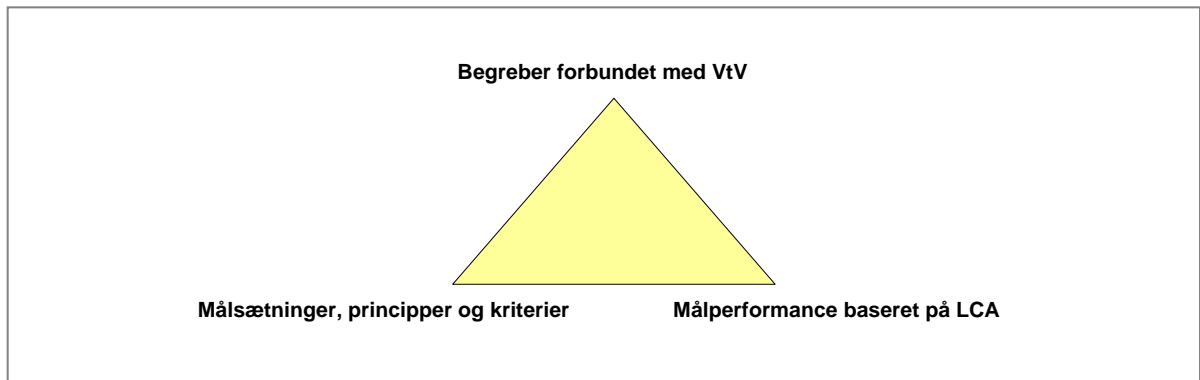 Begreber forbundet med VtV
Målsætninger, principper og kriterier
Målperformance baseret på LCA